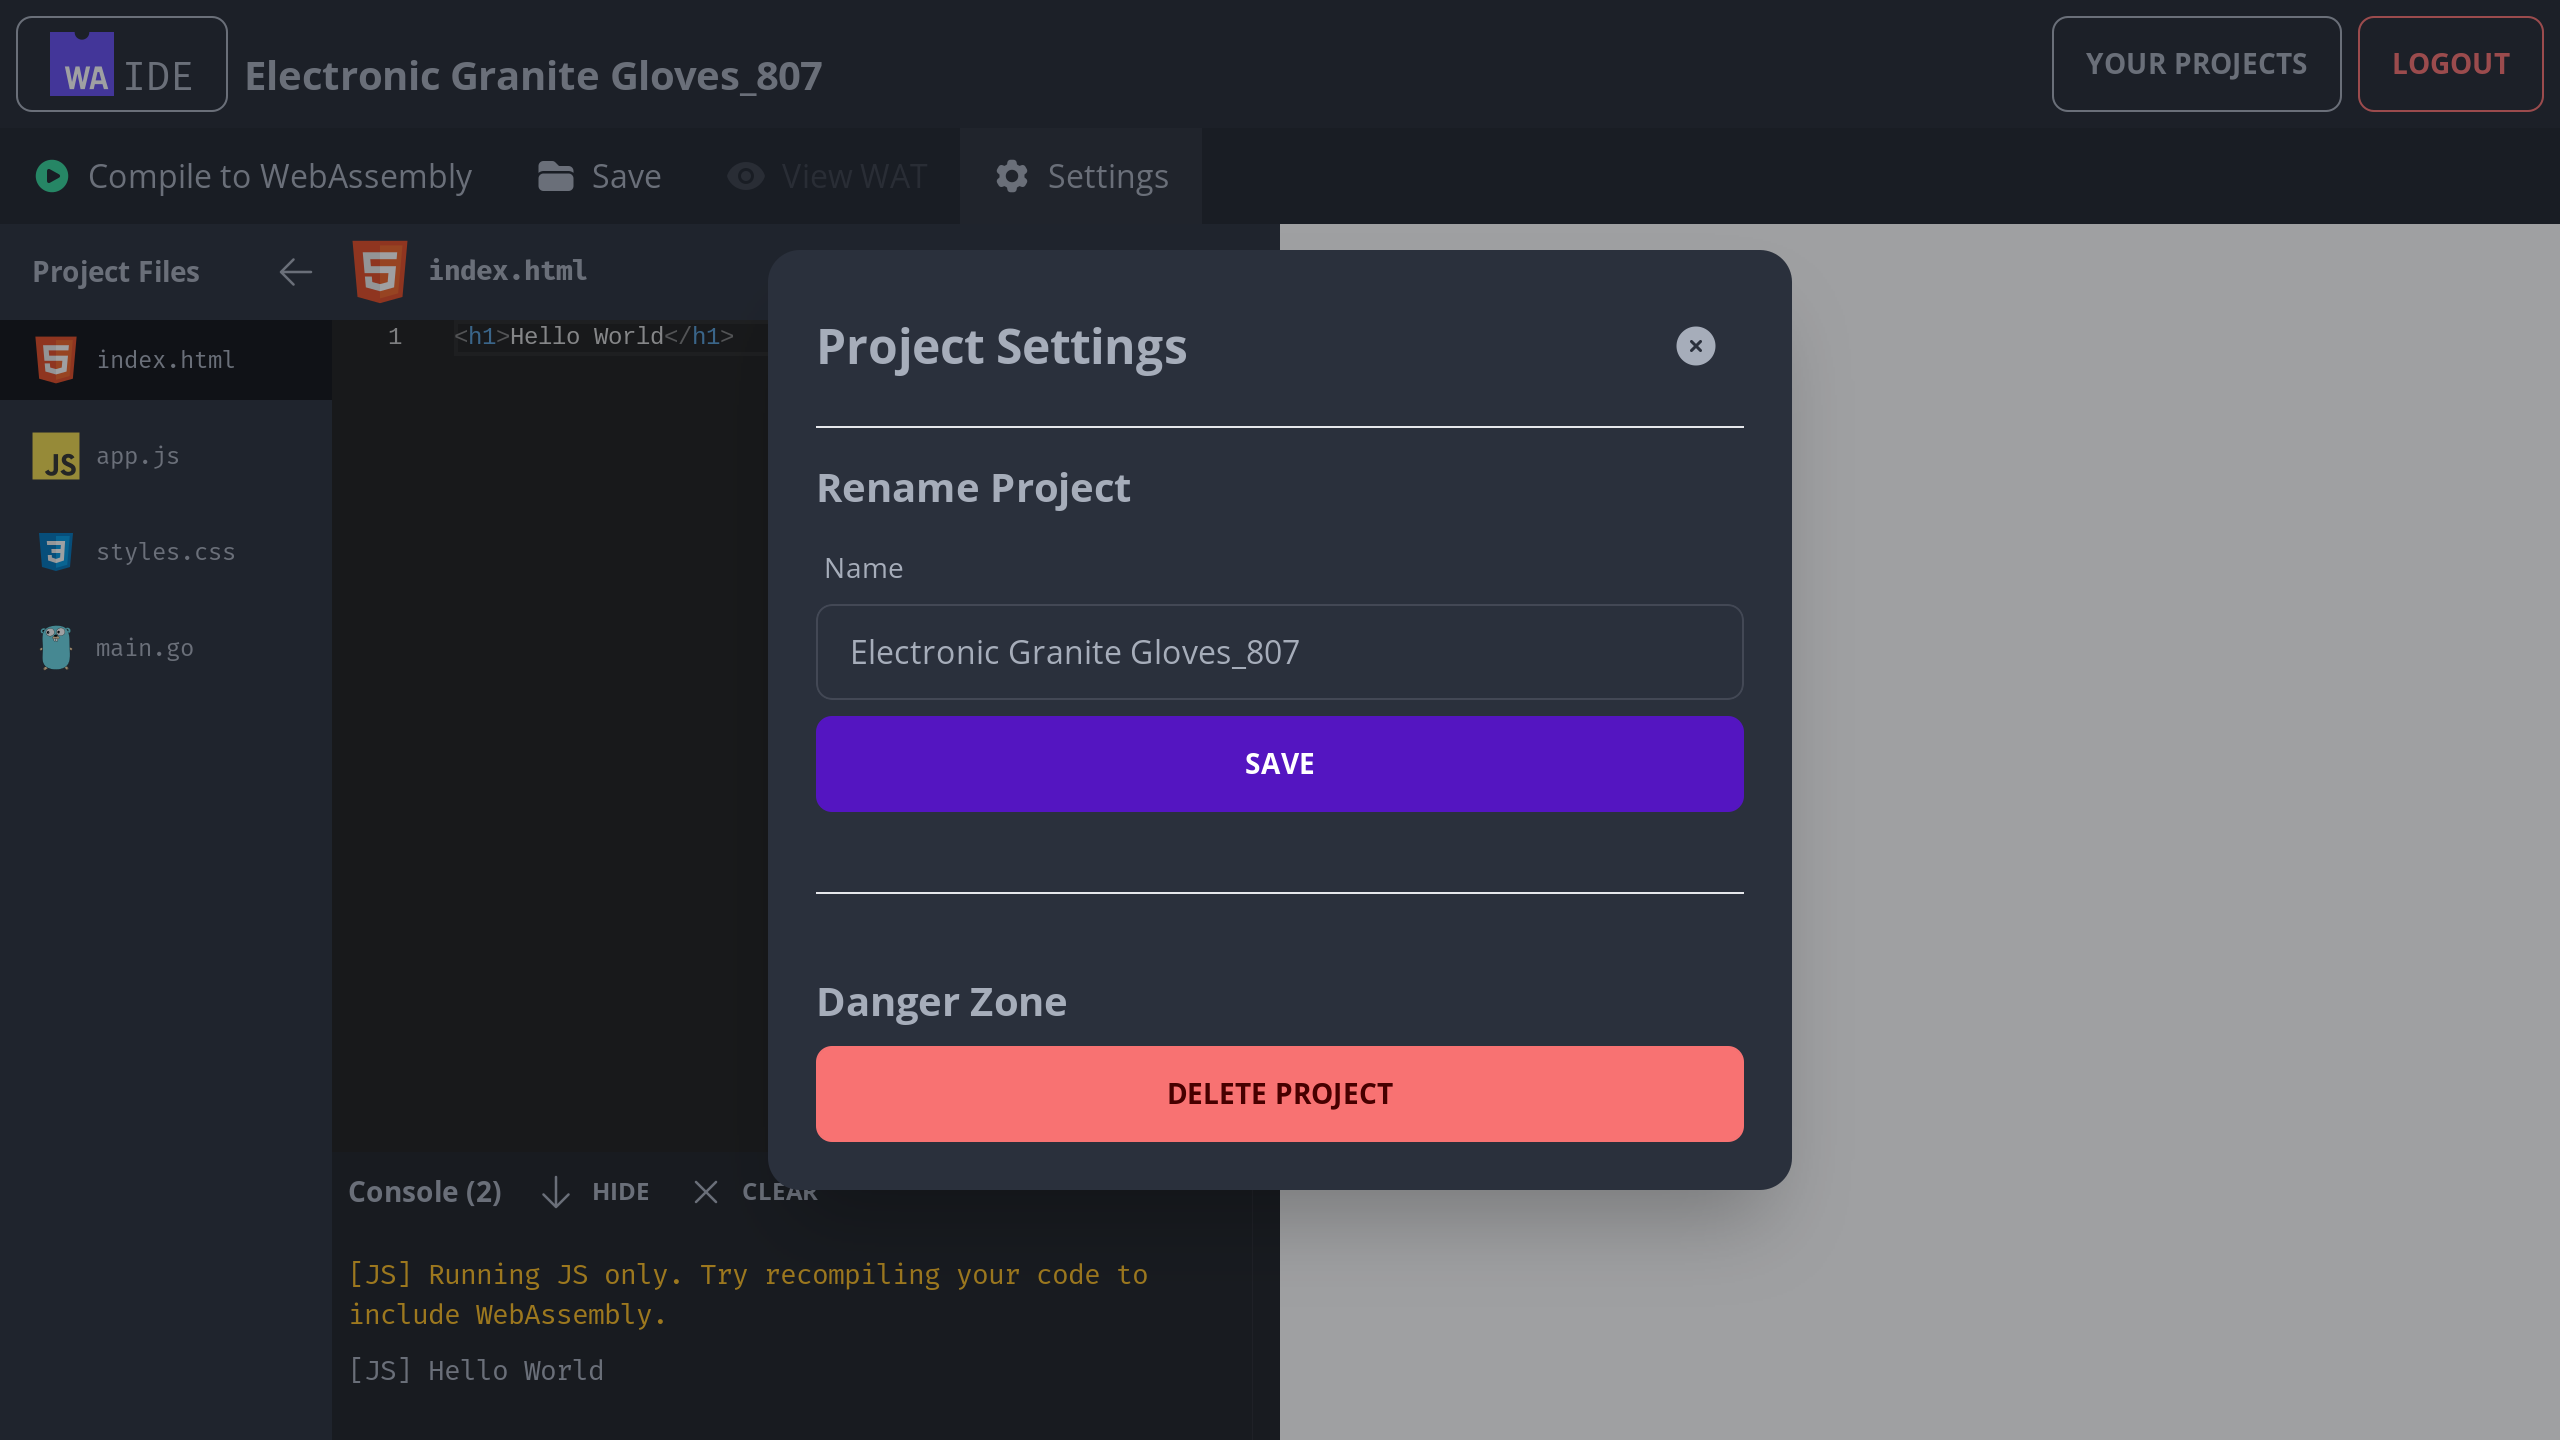 WA IDE Electronic Granite Gloves_807
YOUR PROJECTS
LOGOUT
Compile to WebAssembly
Save
View WAT
Settings
Project Files
index.html
app.js
JS
styles.css
main.go
index.html
1 <h1>Hello World</h1>
Project Settings
Rename Project
Name
Electronic Granite Gloves_807
SAVE
Danger Zone
DELETE PROJECT
Console (2)
HIDE
CLEAR
[JS] Running JS only. Try recompiling your code to
include WebAssembly.
[JS] Hello World